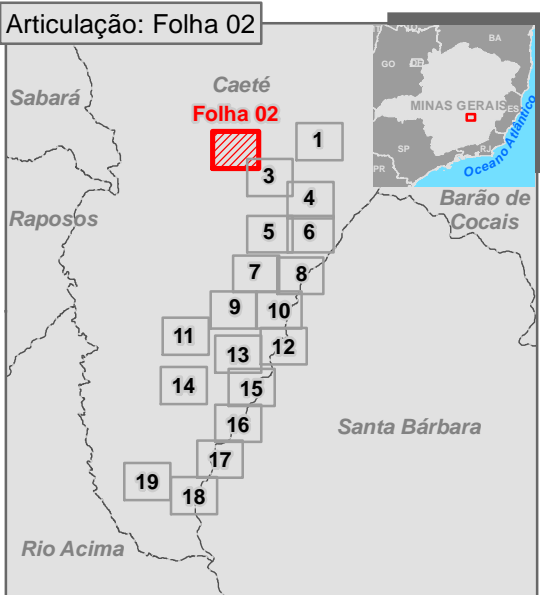 Articulação: Folha 02
BA
GO
DF
MINAS GERAIS
ES
SP
RJ
PR
Oceano Atlântico
Caeté
Sabará
Folha 02
1
3
4
Barão de
Cocais
Raposos
5
6
7
8
9
10
11
12
13
14
15
16
Santa Bárbara
17
19
18
Rio Acima